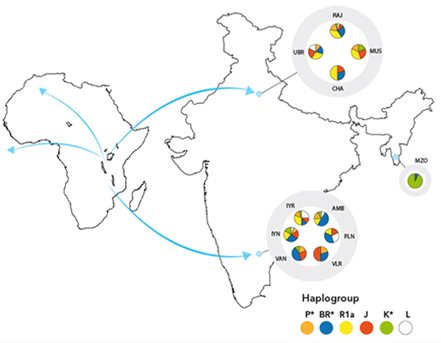 RAJ
UBR
MUS
CHA
MZO
IYR
AMB
IYN
PLN
VAN
VLR
Haplogroup
P* BR* R1a J K* L